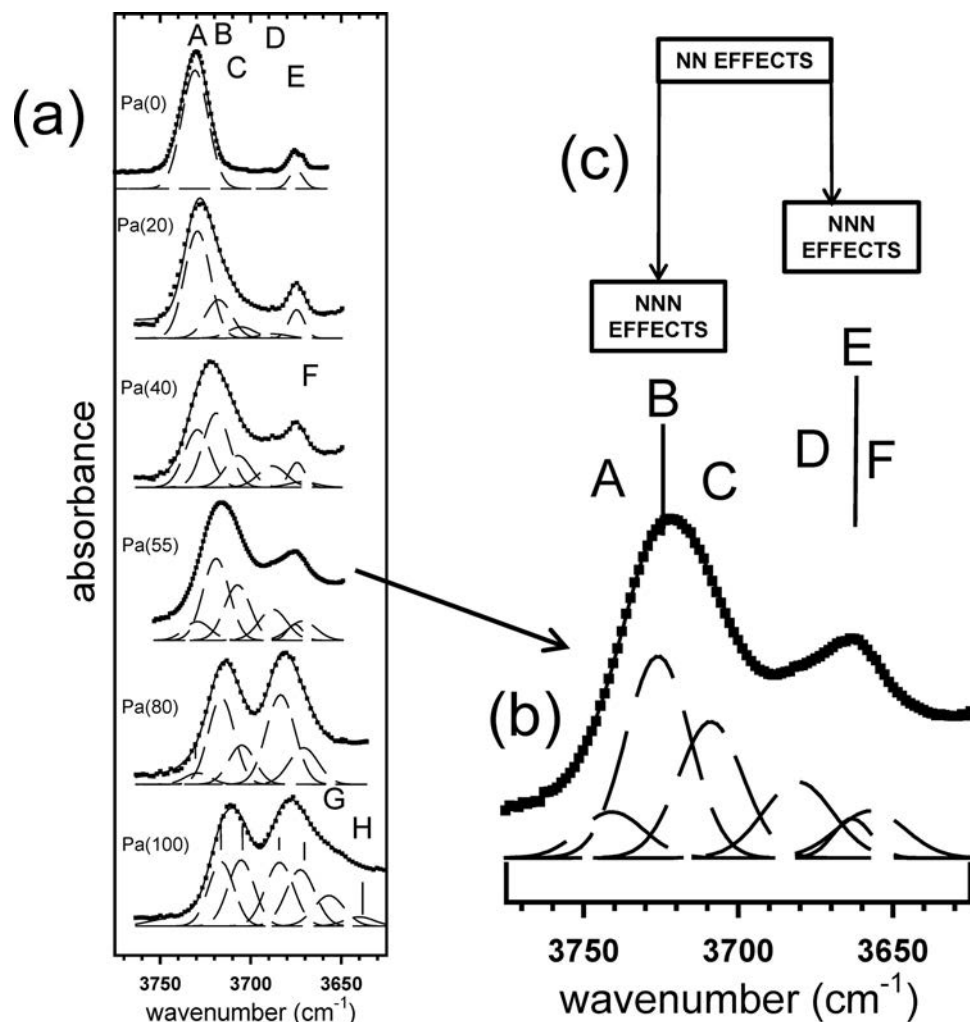 (a)
absorbance
A B D
C E
Pa(0)
Pa(20)
F
Pa(40)
Pa(55)
Pa(80)
G
H
Pa(100)
3750 3700 3650
wavenumber (cm⁻¹)
(c)
NN EFFECTS
NNN
EFFECTS
NNN
EFFECTS
(b)
E
B
D F
A C
3750 3700 3650
wavenumber (cm⁻¹)